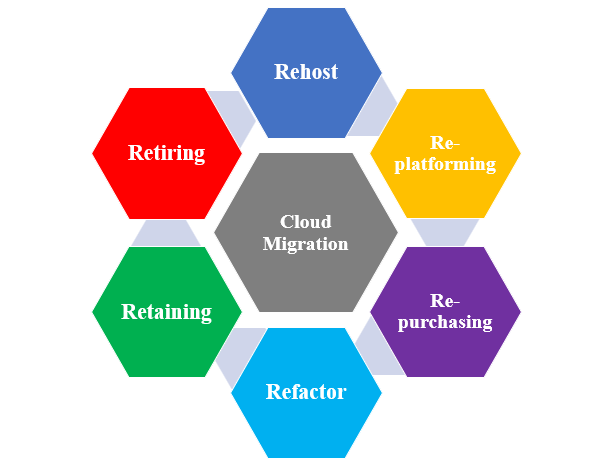 Rehost
Retiring
Re-
platforming
Cloud
Migration
Retaining
Re-
purchasing
Refactor